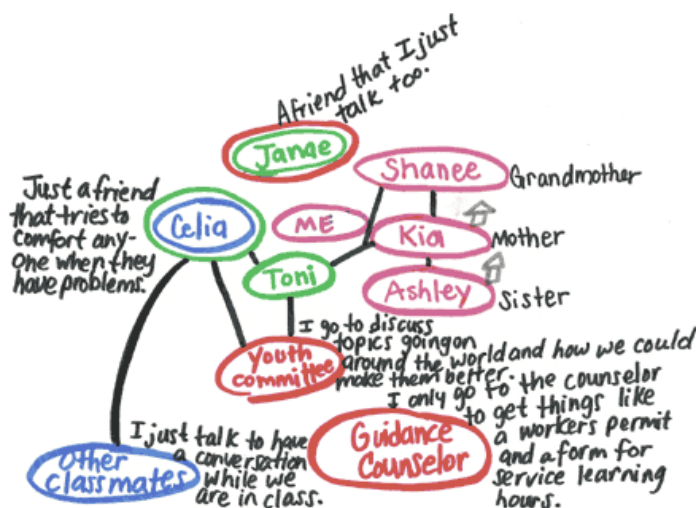 A friend that I just
talk too.
Janae
Shanee
Grandmother
Just a friend
that tries to
comfort any-
one when they
have problems.
Celia
ME
Kia
Mother
Toni
Ashley
Sister
I go to discuss
topics going on
around the world and how we could
make them better.
Youth
committee
I only go to the counselor
to get things like
a workers permit
and a form for
service learning
hours.
Guidance
Counselor
I just talk to have
a conversation
while we
are in class.
Other
classmates